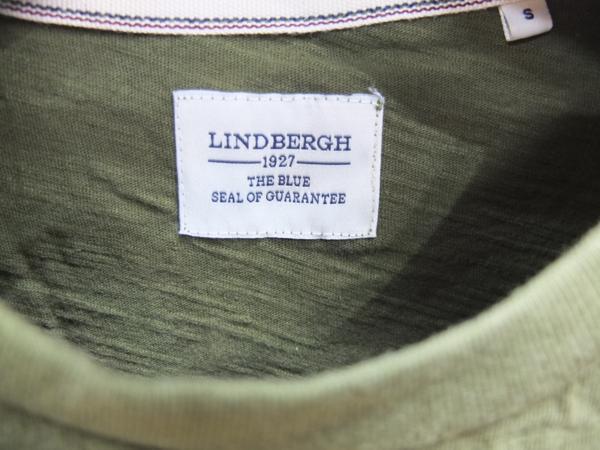 S
LINDBERGH
1927
THE BLUE
SEAL OF GUARANTEE